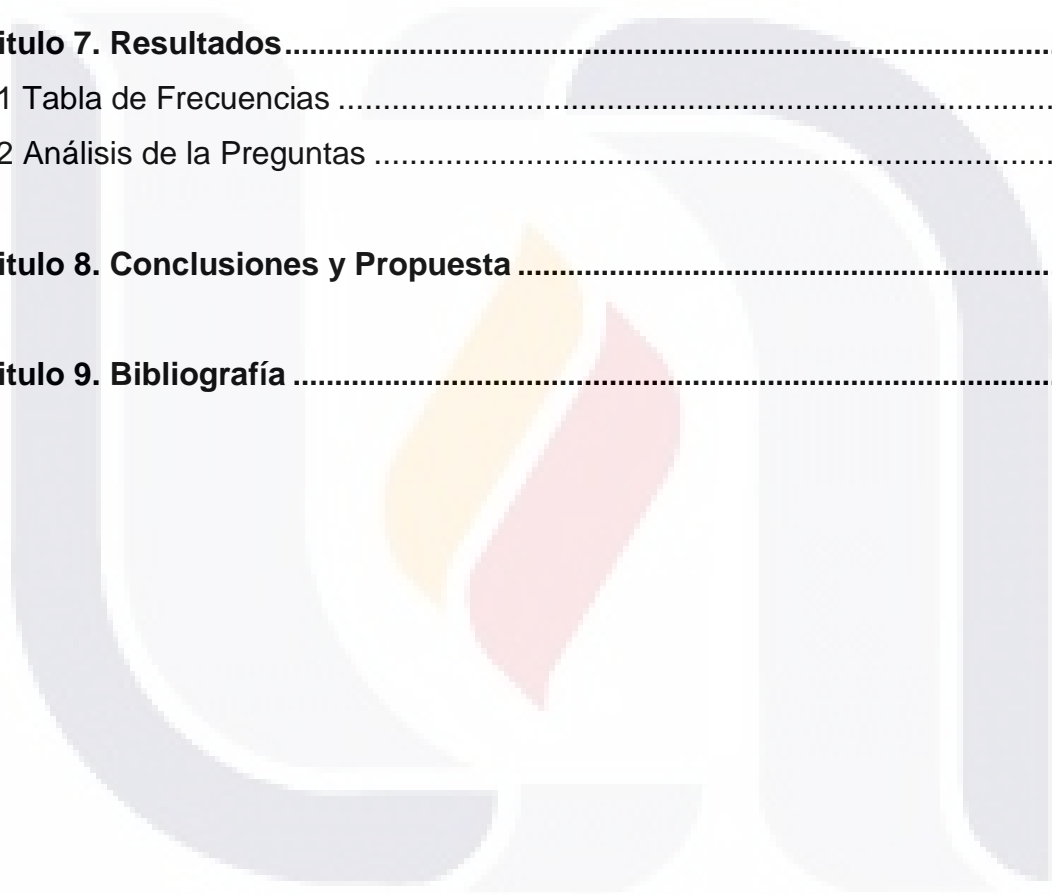 itulo 7. Resultados................................................................................................
1 Tabla de Frecuencias ................................................................................................
2 Análisis de la Preguntas ................................................................................................
itulo 8. Conclusiones y Propuesta ................................................................
itulo 9. Bibliografía ................................................................................................